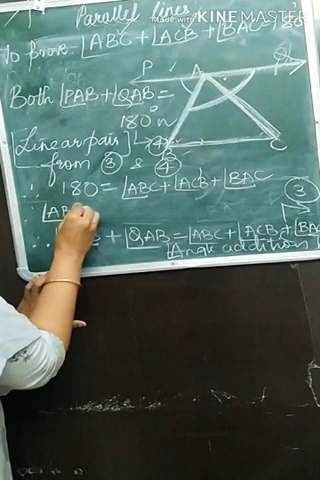 Made with KINEMASTER
Parallel lines
To prove ∠ABC+∠ACB+∠BAC=180
P A Q
Both ∠PAB+∠QAB=
180° n
[Linear pair] → 4
from ③ & ④
C
∴ 180=∠ABC+∠ACB+∠BAC
③
∠AB
∴ B + ∠QAB=∠ABC+∠ACB+∠BAC
[Angle addition